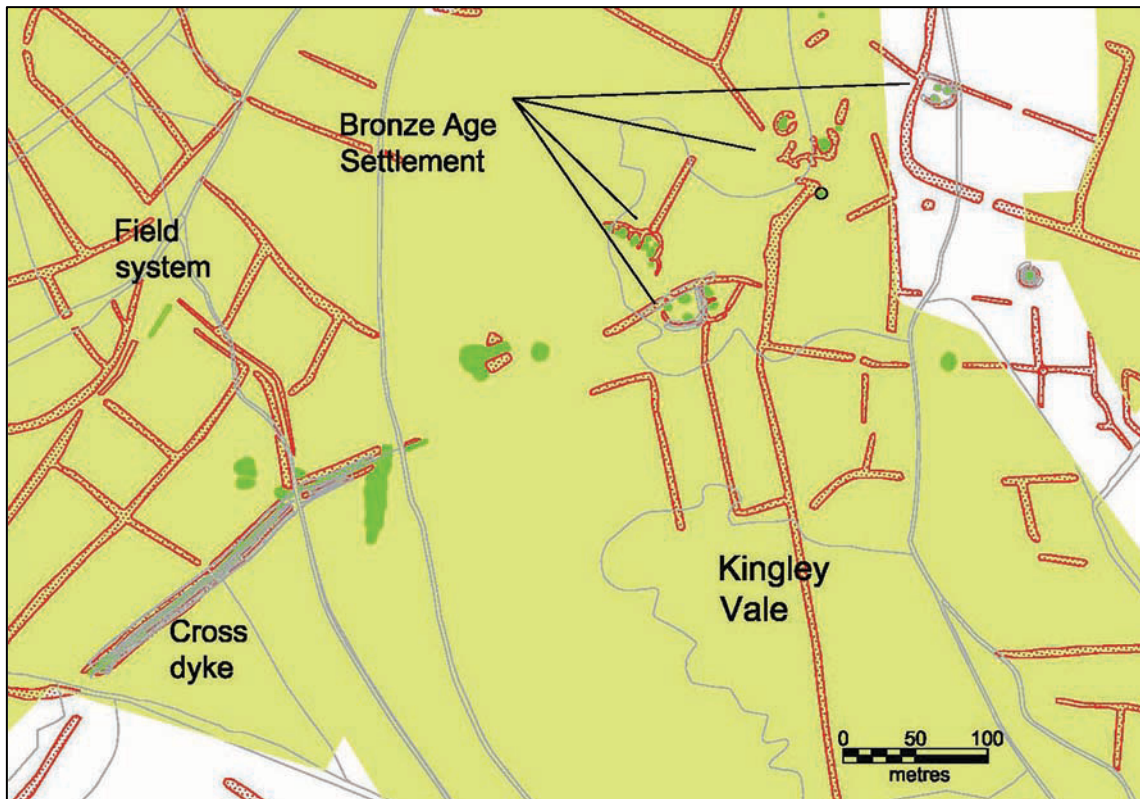 Bronze Age
Settlement
Field
system
Kingley
Vale
Cross
dyke
0 50 100
metres